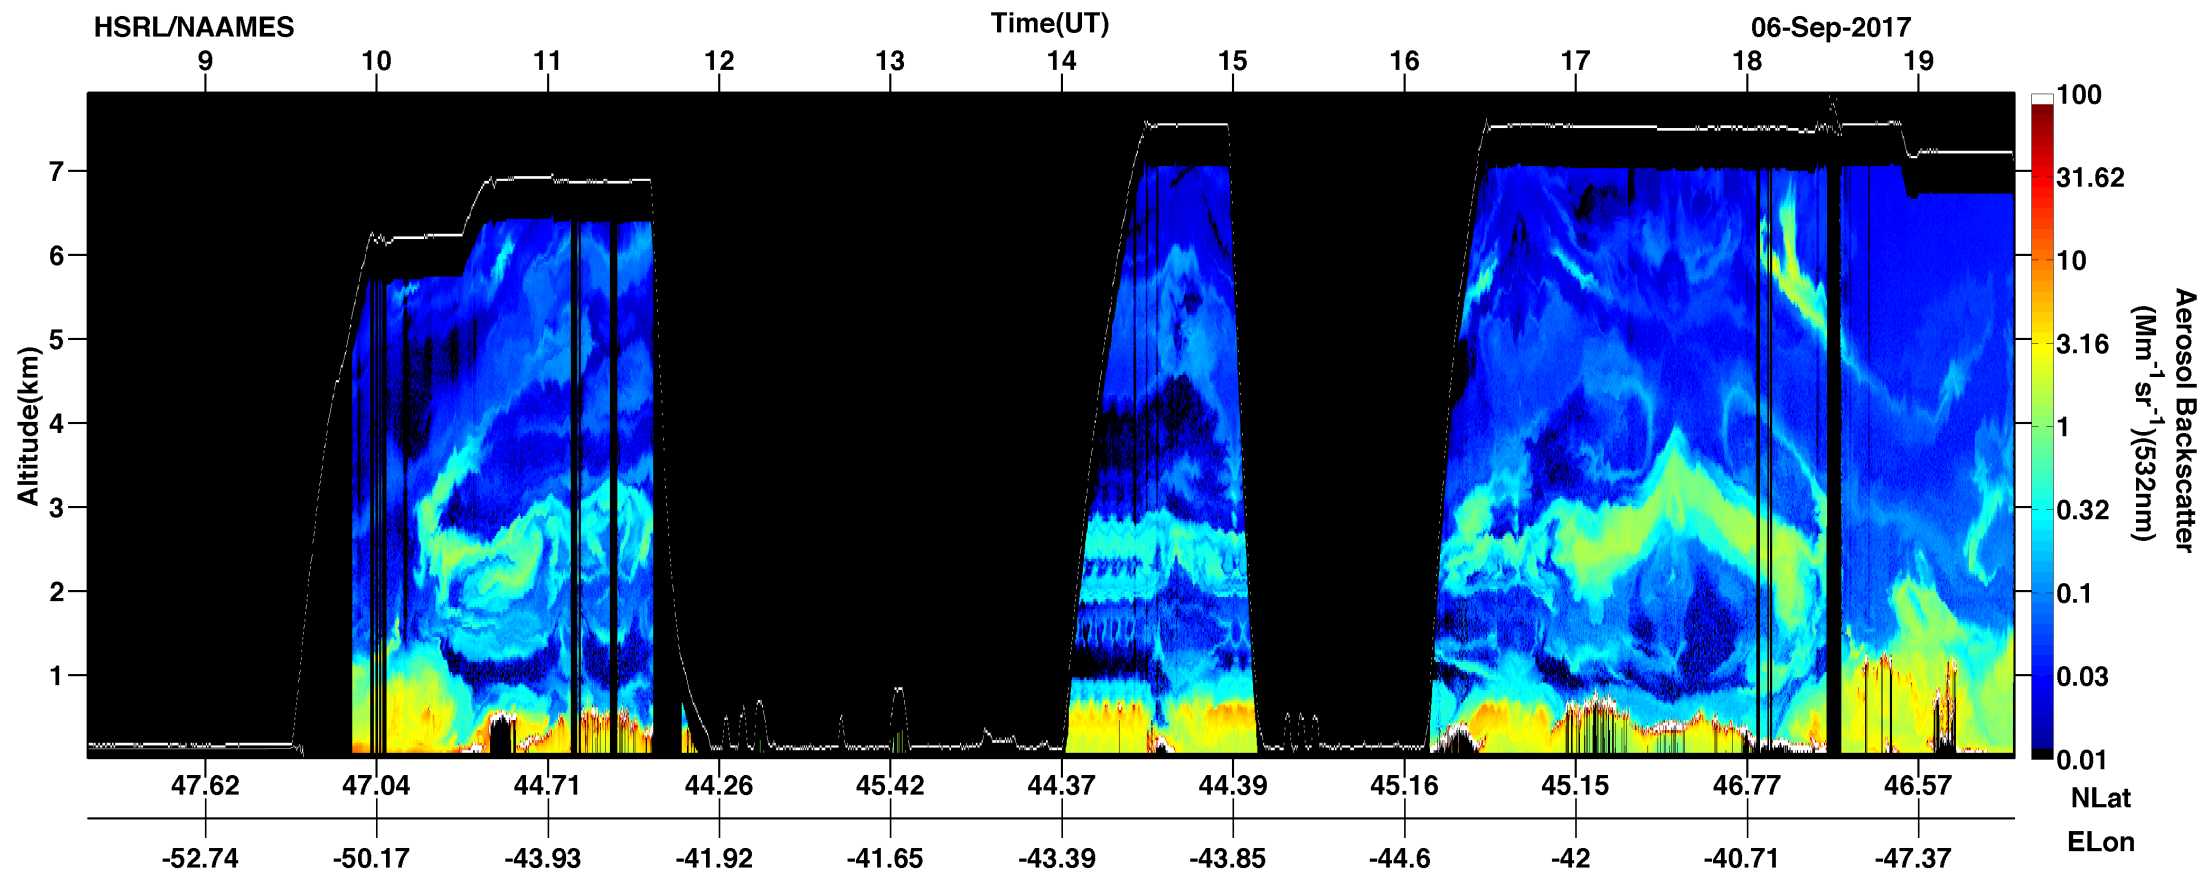 HSRL/NAAMES Time(UT) 06-Sep-2017
9 10 11 12 13 14 15 16 17 18 19
Altitude(km)
7
6
5
4
3
2
1
100
31.62
10
3.16
1
0.32
0.1
0.03
0.01
Aerosol Backscatter
(Mm-1sr-1)(532nm)
47.62 47.04 44.71 44.26 45.42 44.37 44.39 45.16 45.15 46.77 46.57
NLat
-52.74 -50.17 -43.93 -41.92 -41.65 -43.39 -43.85 -44.6 -42 -40.71 -47.37
ELon